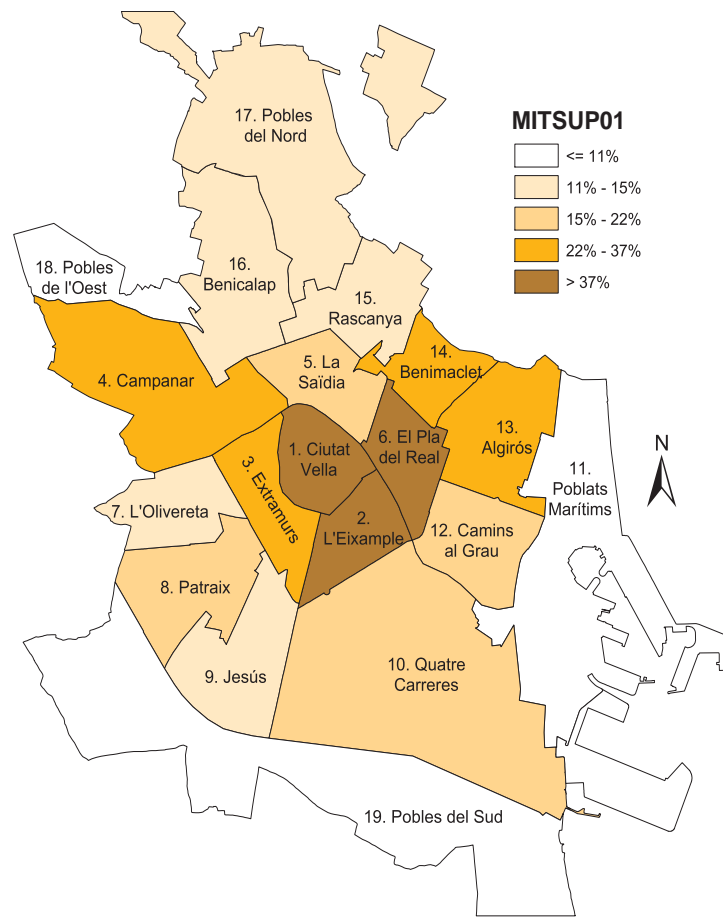 17. Pobles
del Nord
MITSUP01
<= 11%
11% - 15%
15% - 22%
22% - 37%
> 37%
18. Pobles
de l'Oest
16.
Benicalap
15.
Rascanya
14.
Benimaclet
5. La
Saïdia
4. Campanar
13.
Algirós
6. El Pla
del Real
1. Ciutat
Vella
N
11.
Poblats
Marítims
3. Extramurs
7. L'Olivereta
2.
L'Eixample
12. Camins
al Grau
8. Patraix
9. Jesús
10. Quatre
Carreres
19. Pobles del Sud